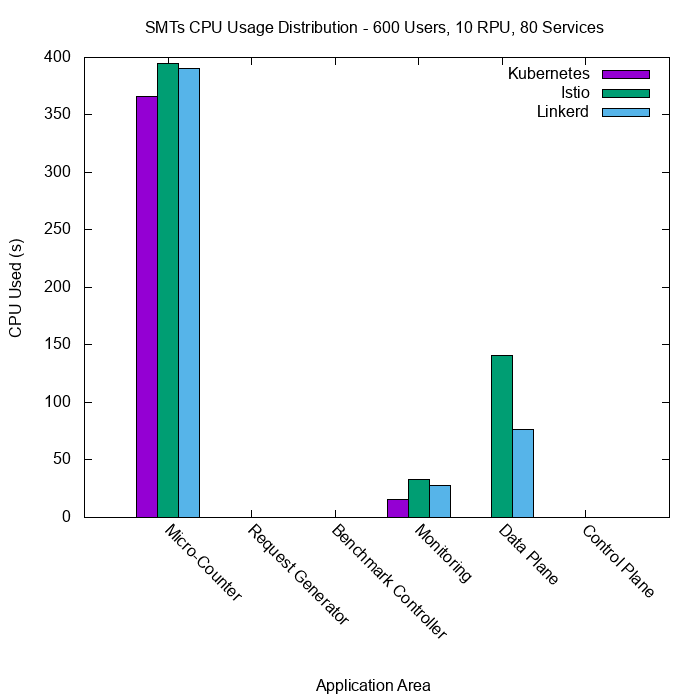 SMTs CPU Usage Distribution - 600 Users, 10 RPU, 80 Services
Kubernetes
Istio
Linkerd
CPU Used (s)
400
350
300
250
200
150
100
50
0
Micro-Counter
Request Generator
Benchmark Controller
Monitoring
Data Plane
Control Plane
Application Area